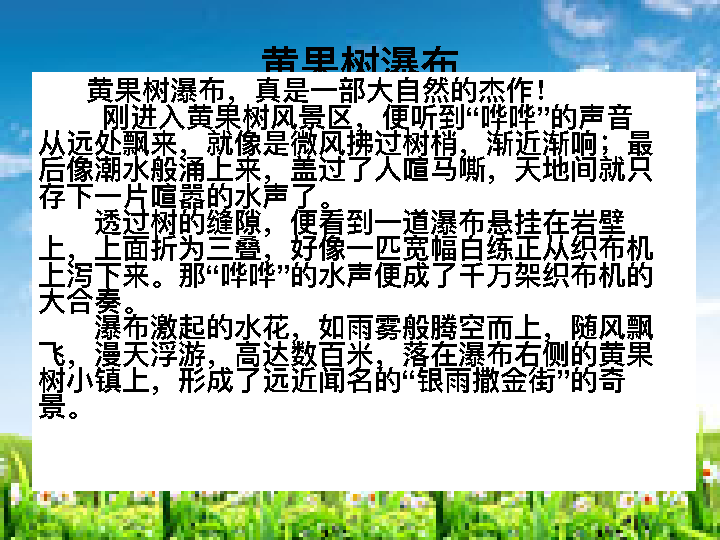 黄果树瀑布
黄果树瀑布，真是一部大自然的杰作！
刚进入黄果树风景区，便听到“哗哗”的声音
从远处飘来，就像是微风拂过树梢，渐近渐响；最
后像潮水般涌上来，盖过了人喧马嘶，天地间就只
存下一片喧嚣的水声了。
透过树的缝隙，便看到一道瀑布悬挂在岩壁
上，上面折为三叠，好像一匹宽幅白练正从织布机
上泻下来。那“哗哗”的水声便成了千万架织布机的
大合奏。
瀑布激起的水花，如雨雾般腾空而上，随风飘
飞，漫天浮游，高达数百米，落在瀑布右侧的黄果
树小镇上，形成了远近闻名的“银雨撒金街”的奇
景。